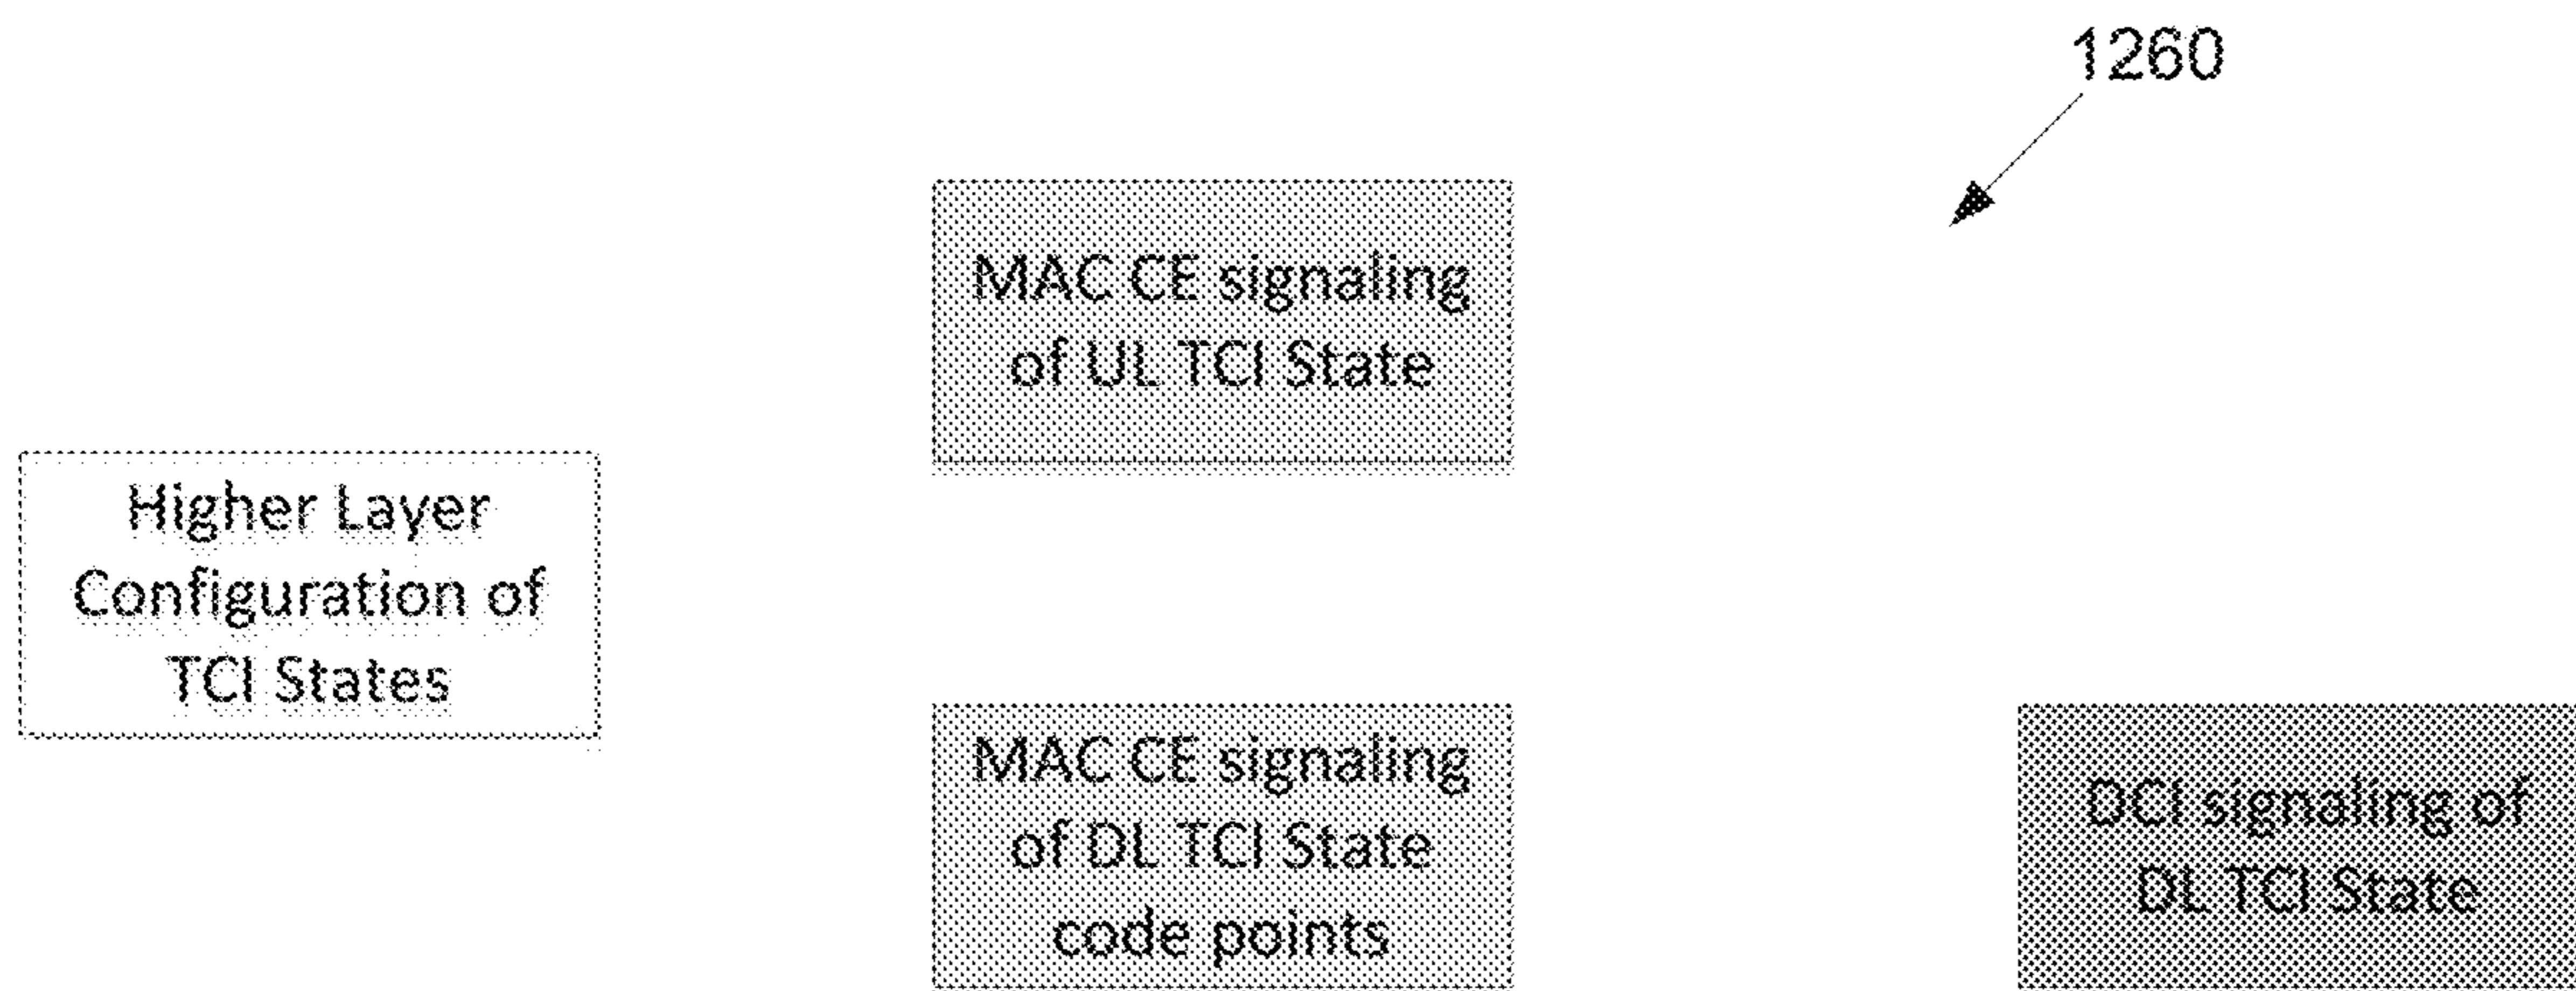 1260
MAC CE signaling
of UL TCI State
Higher Layer
Configuration of
TCI States
MAC CE signaling
of DL TCI State
code points
DCI signaling of
DL TCI State